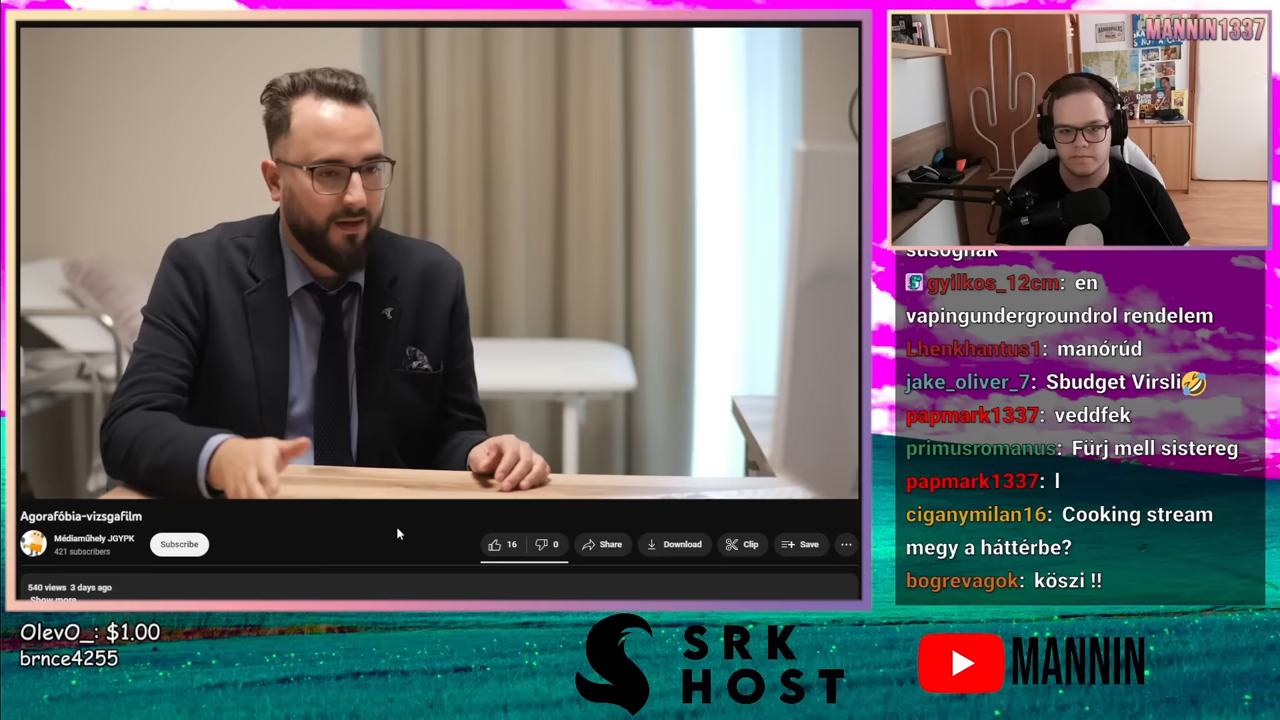 MANNIN1337
susognak
gyilkos_12cm: en
vapingundergroundrol rendelem
Lhenkhantus1: manórúd
jake_oliver_7: Sbudget Virsli🤣
papmark1337: veddfek
primusromanus: Fürj mell sistereg
papmark1337: l
ciganymilan16: Cooking stream
megy a háttérbe?
bogrevagok: köszi !!
Agorafóbia-vizsgafilm
Médiaműhely JGYPK
421 subscribers
Subscribe
16
0
Share
Download
Clip
Save
540 views 3 days ago
Show more
OlevO_: $1.00
brnce4255
SRK
HOST
MANNIN